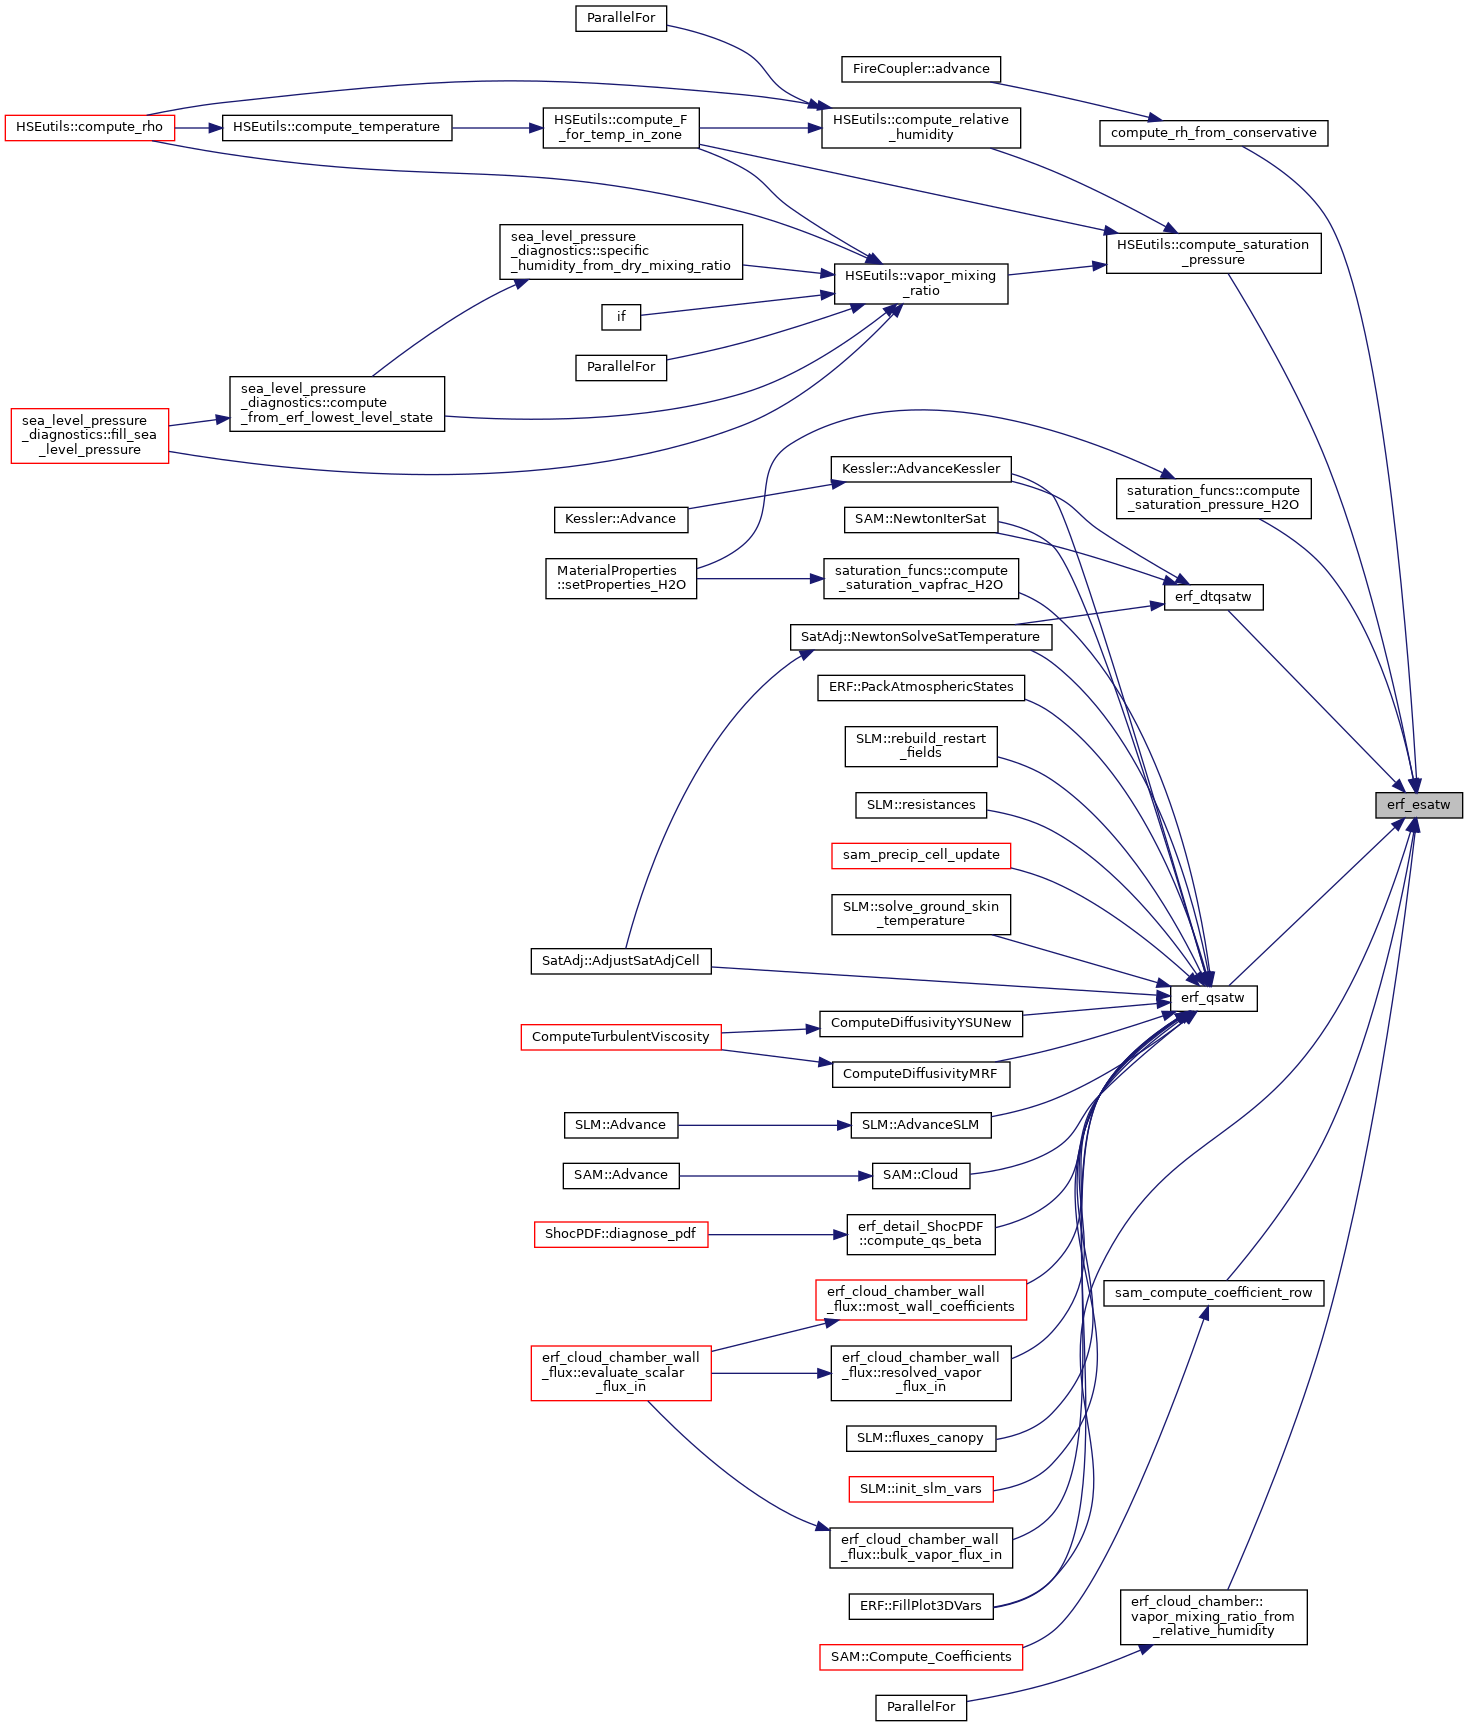 ParallelFor
FireCoupler::advance
HSEutils::compute_rho
HSEutils::compute_temperature
HSEutils::compute_F
_for_temp_in_zone
HSEutils::compute_relative
_humidity
compute_rh_from_conservative
sea_level_pressure
_diagnostics::specific
_humidity_from_dry_mixing_ratio
HSEutils::compute_saturation
_pressure
HSEutils::vapor_mixing
_ratio
if
ParallelFor
sea_level_pressure
_diagnostics::compute
_from_erf_lowest_level_state
sea_level_pressure
_diagnostics::fill_sea
_level_pressure
Kessler::AdvanceKessler
saturation_funcs::compute
_saturation_pressure_H2O
Kessler::Advance
SAM::NewtonIterSat
MaterialProperties
::setProperties_H2O
saturation_funcs::compute
_saturation_vapfrac_H2O
erf_dtqsatw
SatAdj::NewtonSolveSatTemperature
ERF::PackAtmosphericStates
SLM::rebuild_restart
_fields
SLM::resistances
erf_esatw
sam_precip_cell_update
SLM::solve_ground_skin
_temperature
SatAdj::AdjustSatAdjCell
erf_qsatw
ComputeTurbulentViscosity
ComputeDiffusivityYSUNew
ComputeDiffusivityMRF
SLM::Advance
SLM::AdvanceSLM
SAM::Advance
SAM::Cloud
ShocPDF::diagnose_pdf
erf_detail_ShocPDF
::compute_qs_beta
erf_cloud_chamber_wall
_flux::most_wall_coefficients
sam_compute_coefficient_row
erf_cloud_chamber_wall
_flux::evaluate_scalar
_flux_in
erf_cloud_chamber_wall
_flux::resolved_vapor
_flux_in
SLM::fluxes_canopy
SLM::init_slm_vars
erf_cloud_chamber_wall
_flux::bulk_vapor_flux_in
ERF::FillPlot3DVars
erf_cloud_chamber::
vapor_mixing_ratio_from
_relative_humidity
SAM::Compute_Coefficients
ParallelFor